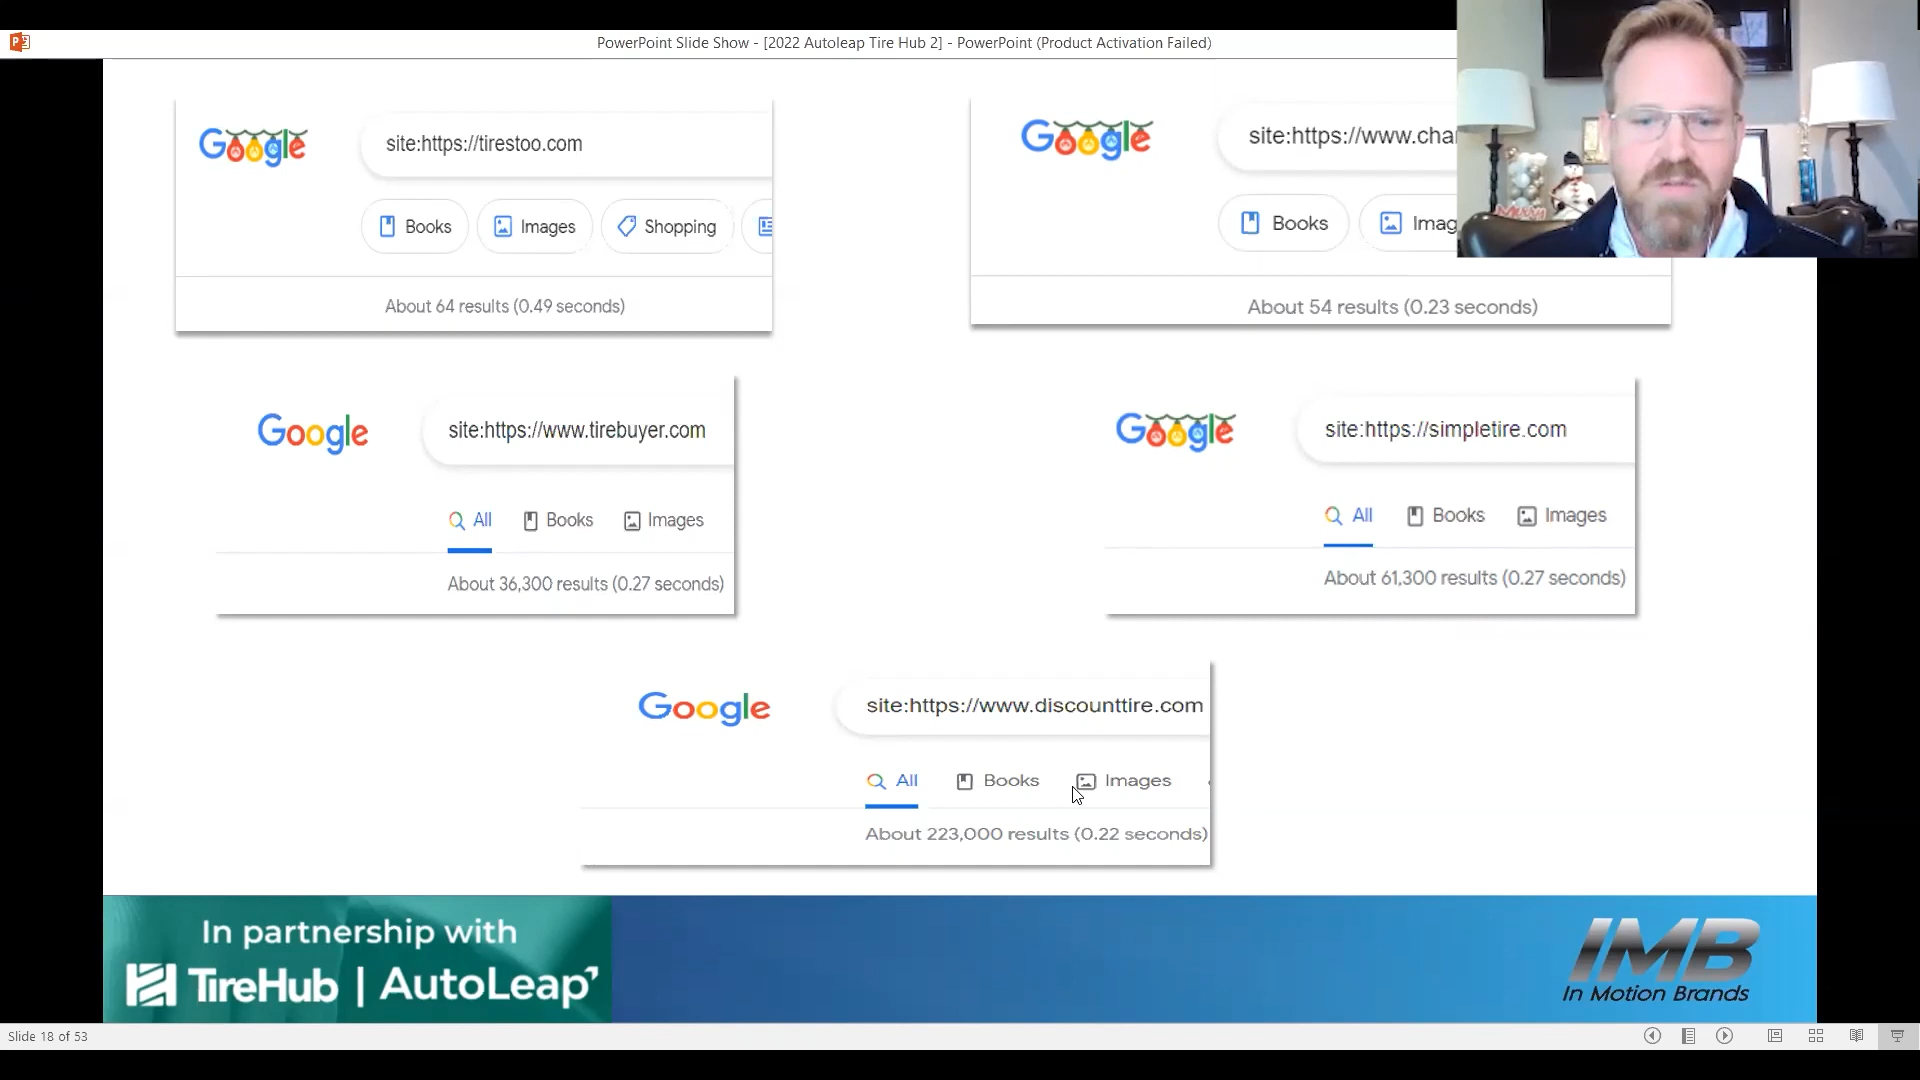 PowerPoint Slide Show - [2022 Autoleap Tire Hub 2] - PowerPoint (Product Activation Failed)
Google
site:https://tirestoo.com
Books
Images
Shopping
About 64 results (0.49 seconds)
Google
site:https://www.cha
Books
Imag
About 54 results (0.23 seconds)
Google
site:https://www.tirebuyer.com
All
Books
Images
About 36,300 results (0.27 seconds)
Google
site:https://simpletire.com
All
Books
Images
About 61,300 results (0.27 seconds)
Google
site:https://www.discounttire.com
All
Books
Images
About 223,000 results (0.22 seconds)
In partnership with
TireHub | AutoLeap
IMB
In Motion Brands
Slide 18 of 53